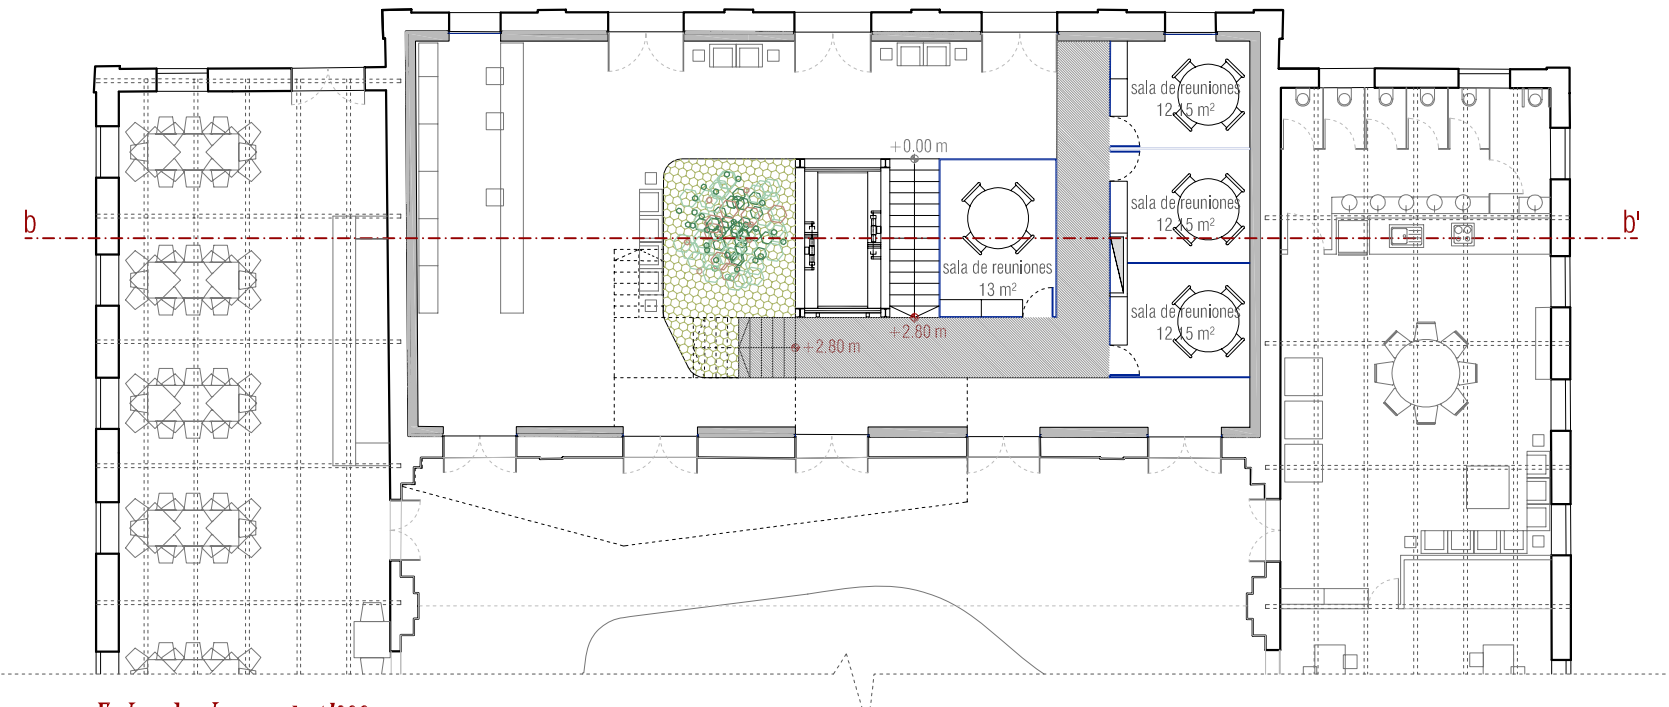 sala de reuniones
12,15 m²
+0.00 m
sala de reuniones
12,15 m²
b
b'
sala de reuniones
13 m²
sala de reuniones
12,15 m²
+2.80 m
+2.80 m